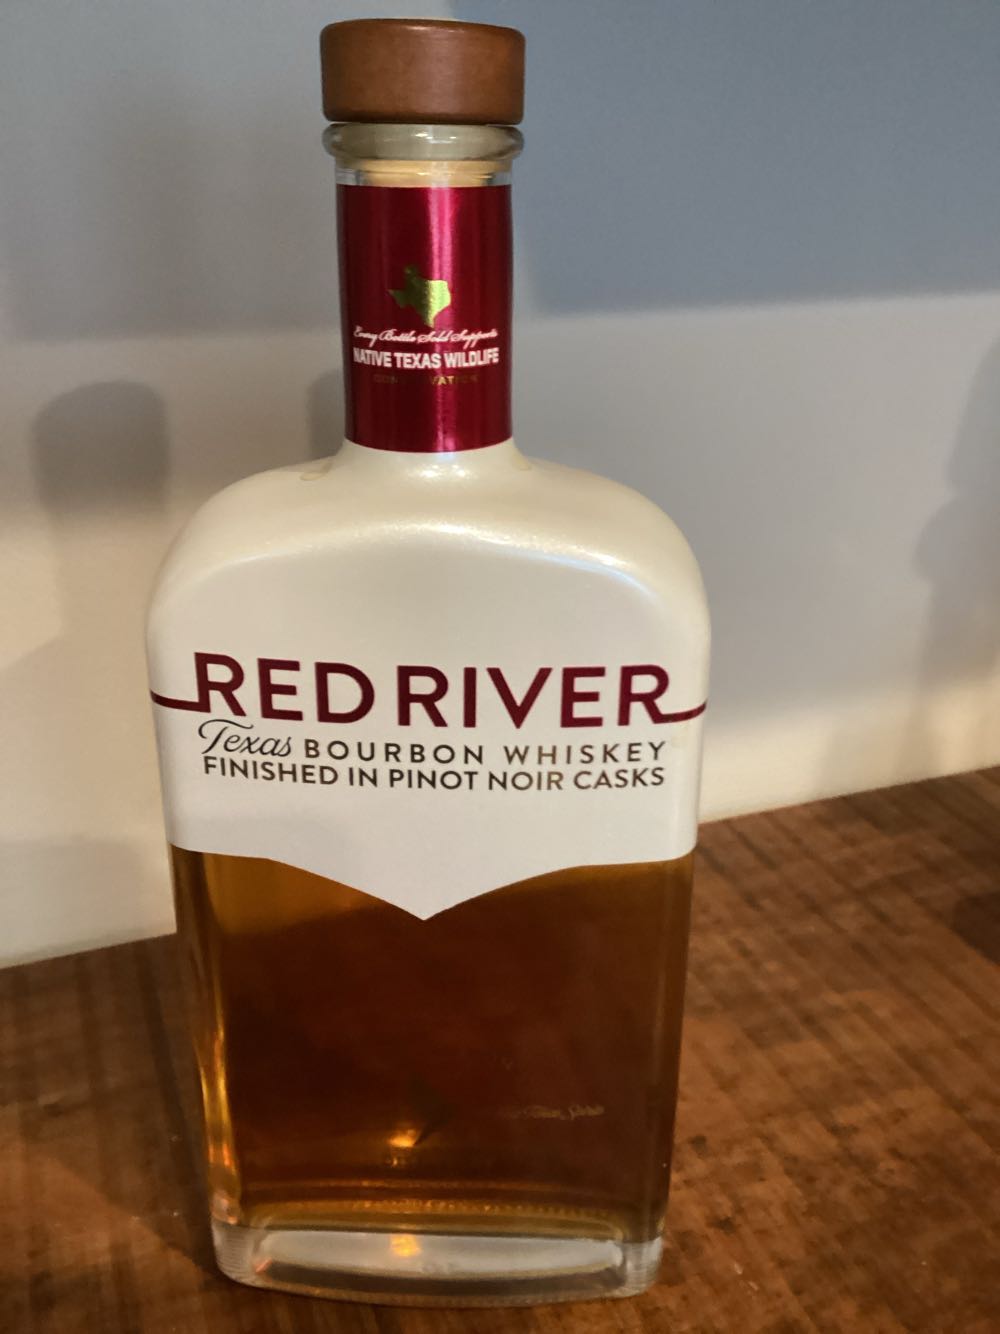 Every Bottle Sold Supports
NATIVE TEXAS WILDLIFE
RED RIVER
Texas BOURBON WHISKEY
FINISHED IN PINOT NOIR CASKS